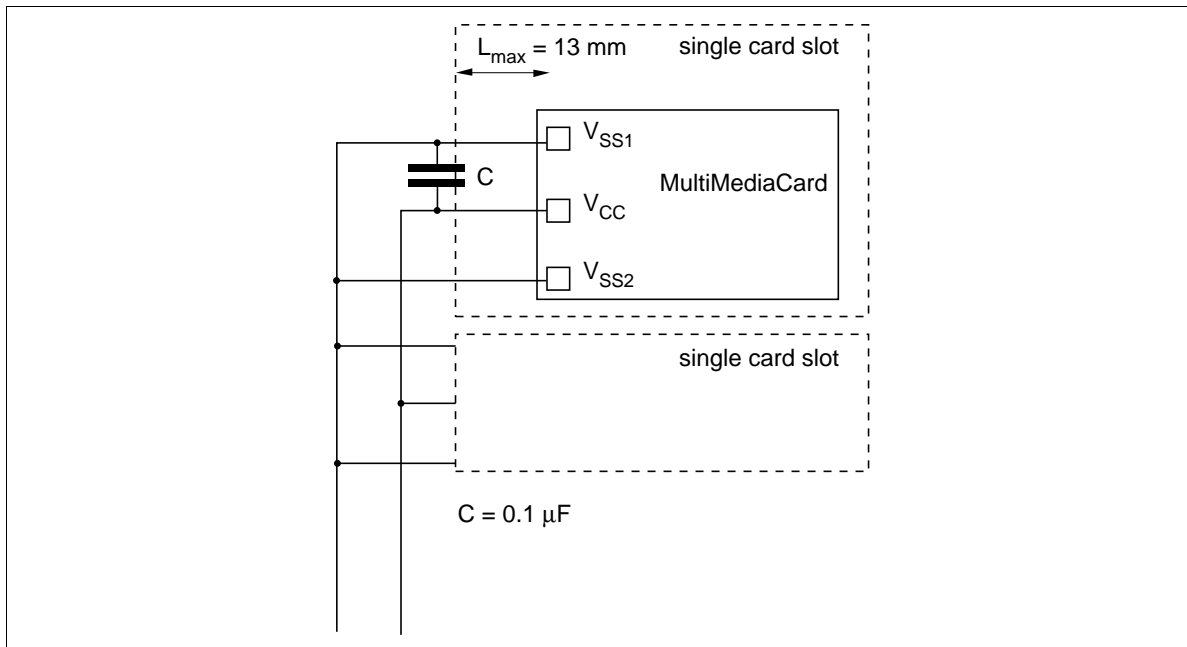 L_max = 13 mm
single card slot
V_SS1
C
MultiMediaCard
V_CC
V_SS2
single card slot
C = 0.1 μF